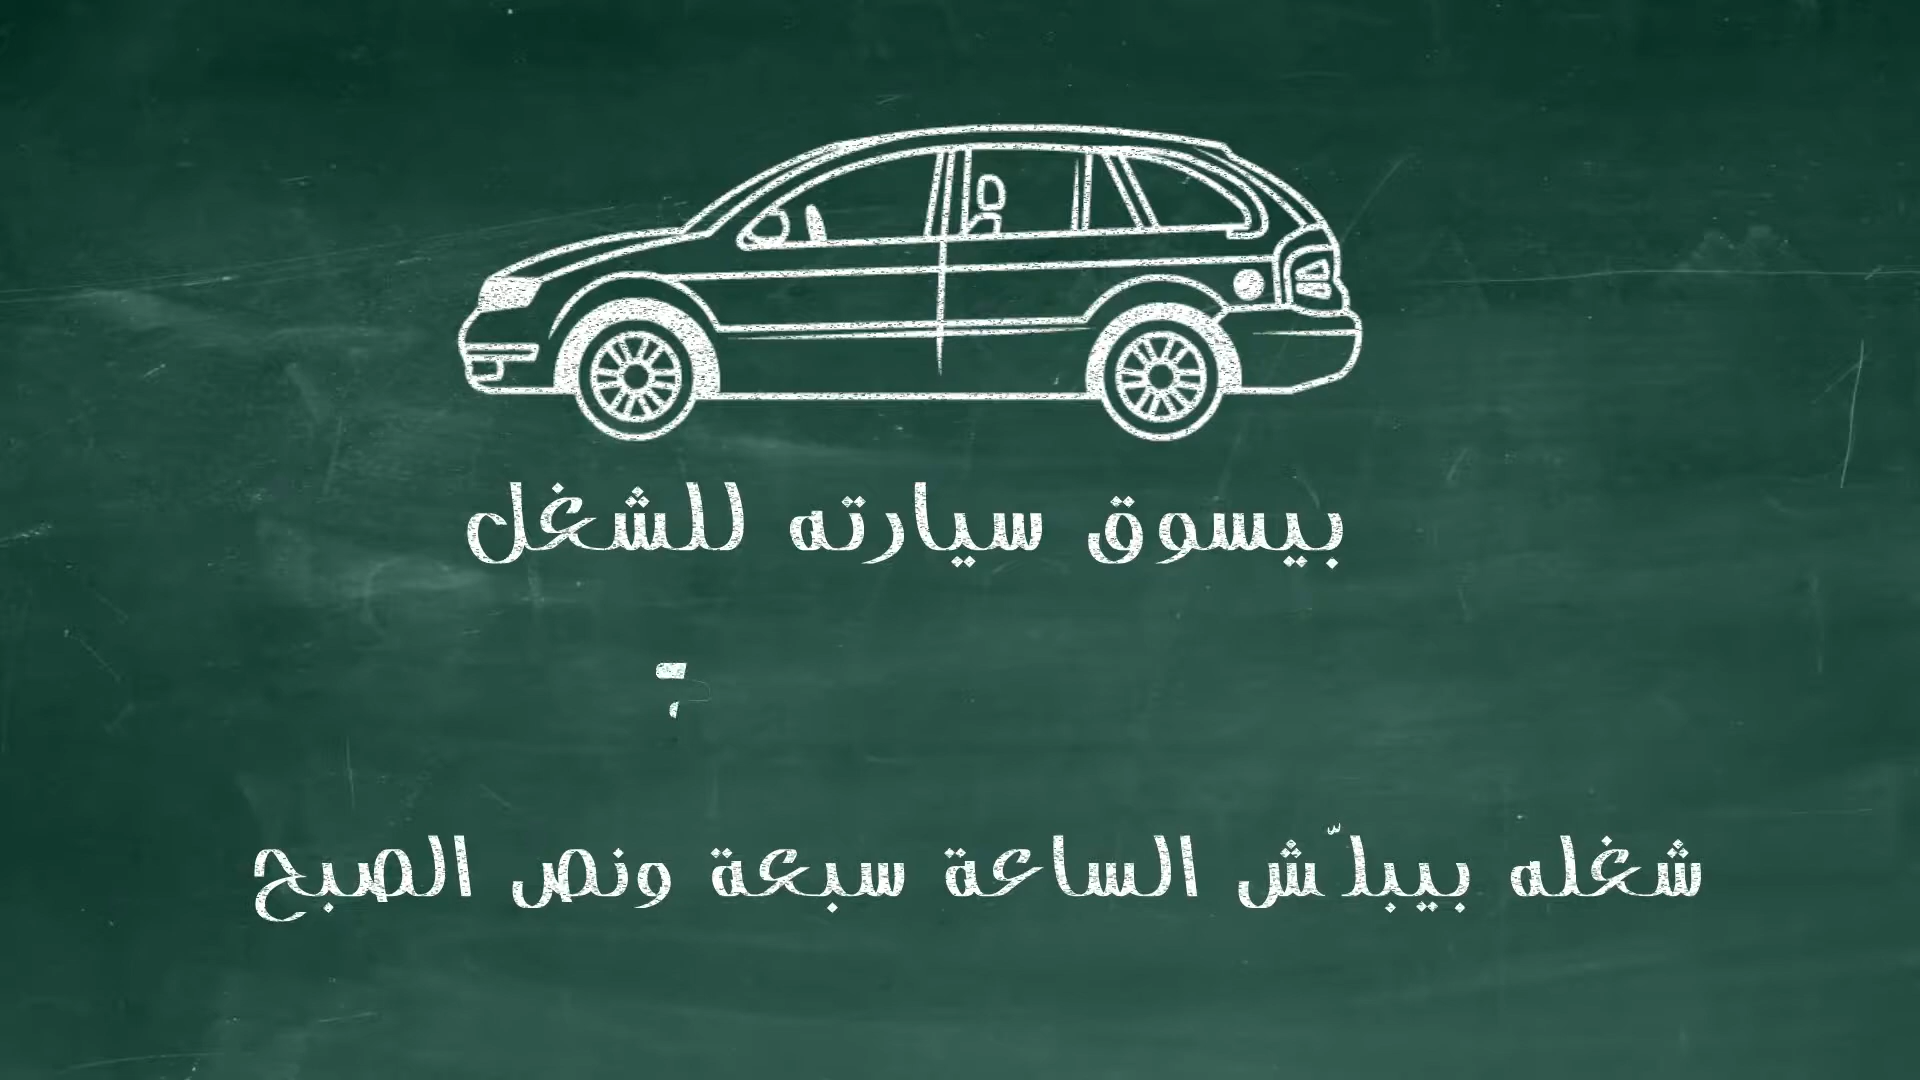 بيسوق سيارته للشغل
شغله بيبلّش الساعة سبعة ونص الصبح